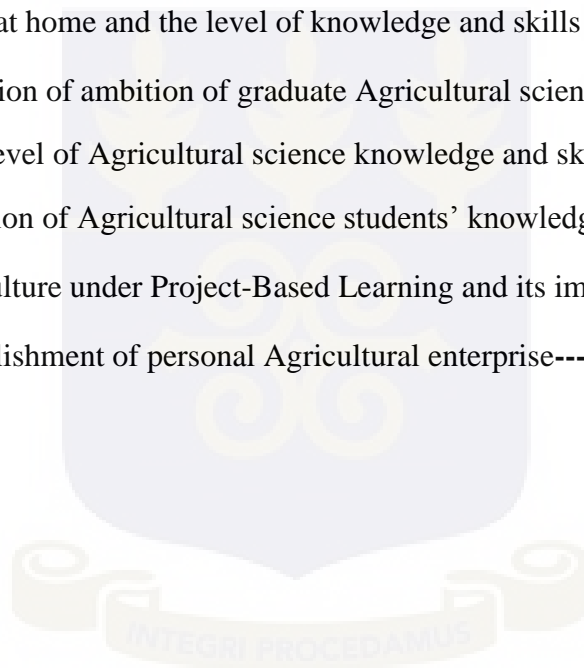 at home and the level of knowledge and skills
ion of ambition of graduate Agricultural scien
evel of Agricultural science knowledge and sk
ion of Agricultural science students’ knowledg
ulture under Project-Based Learning and its im
lishment of personal Agricultural enterprise---
INTEGRI PROCEDAMUS